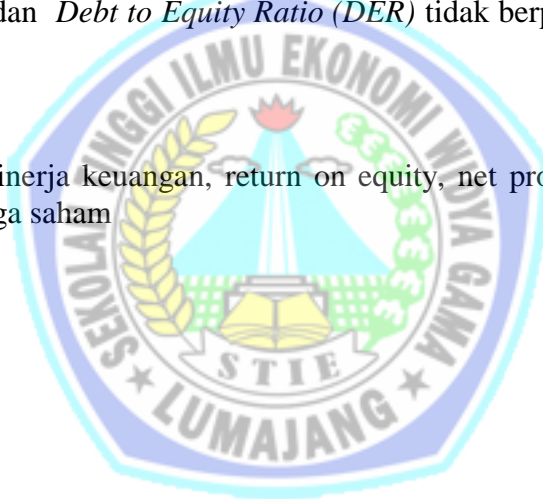 dan Debt to Equity Ratio (DER) tidak berp
inerja keuangan, return on equity, net pro
ga saham
SEKOLAH TINGGI ILMU EKONOMI WIDYA GAMA
STIE
LUMAJANG